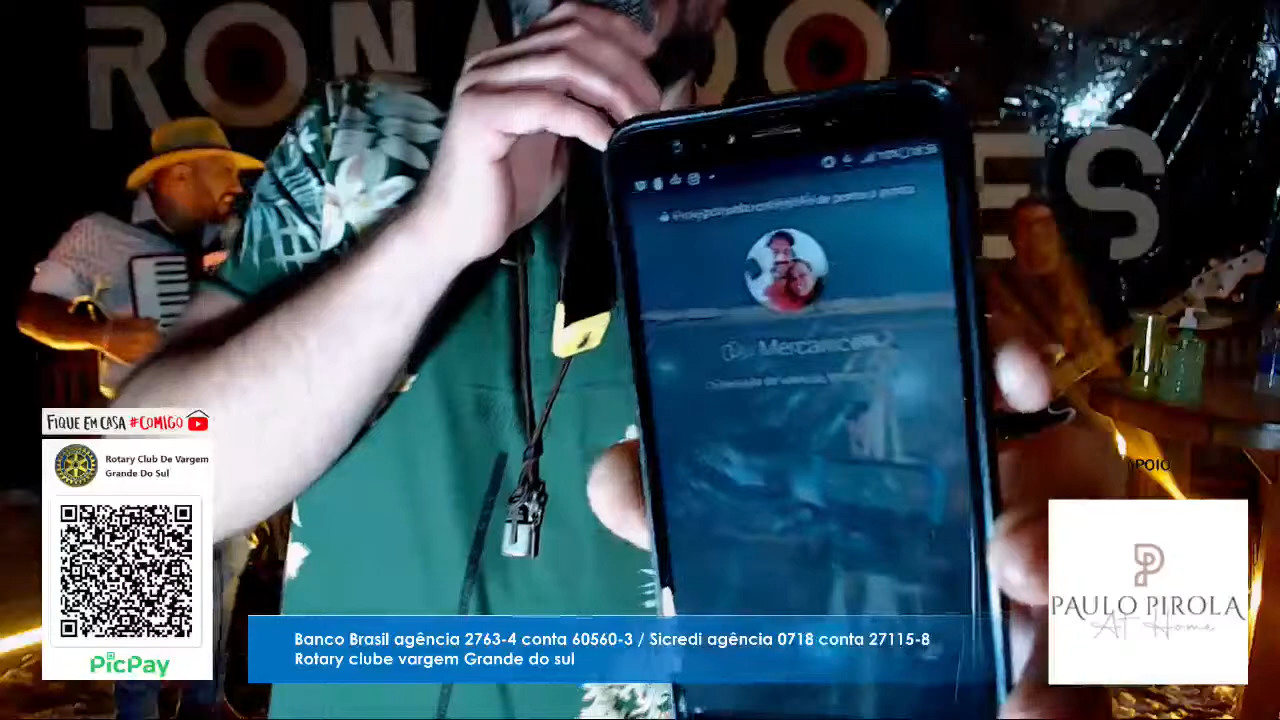 RONA DO
ES
FIQUE EM CASA #COMIGO
Rotary Club De Vargem
Grande Do Sul
PicPay
Banco Brasil agência 2763-4 conta 60560-3 / Sicredi agência 0718 conta 27115-8
Rotary clube vargem Grande do sul
POIO
PAULO PIROLA
At Home